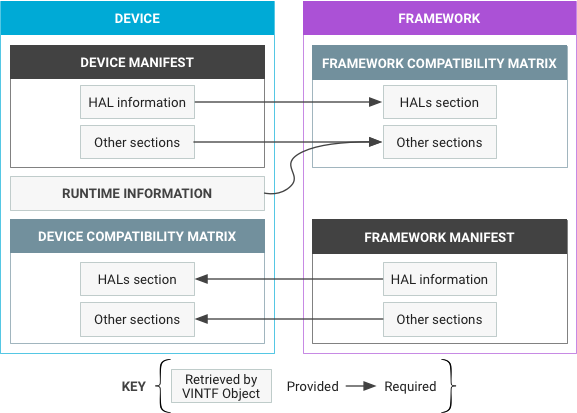 DEVICE
FRAMEWORK
DEVICE MANIFEST
HAL information
Other sections
FRAMEWORK COMPATIBILITY MATRIX
HALs section
Other sections
RUNTIME INFORMATION
DEVICE COMPATIBILITY MATRIX
HALs section
Other sections
FRAMEWORK MANIFEST
HAL information
Other sections
KEY
Retrieved by
VINTF Object
Provided
Required